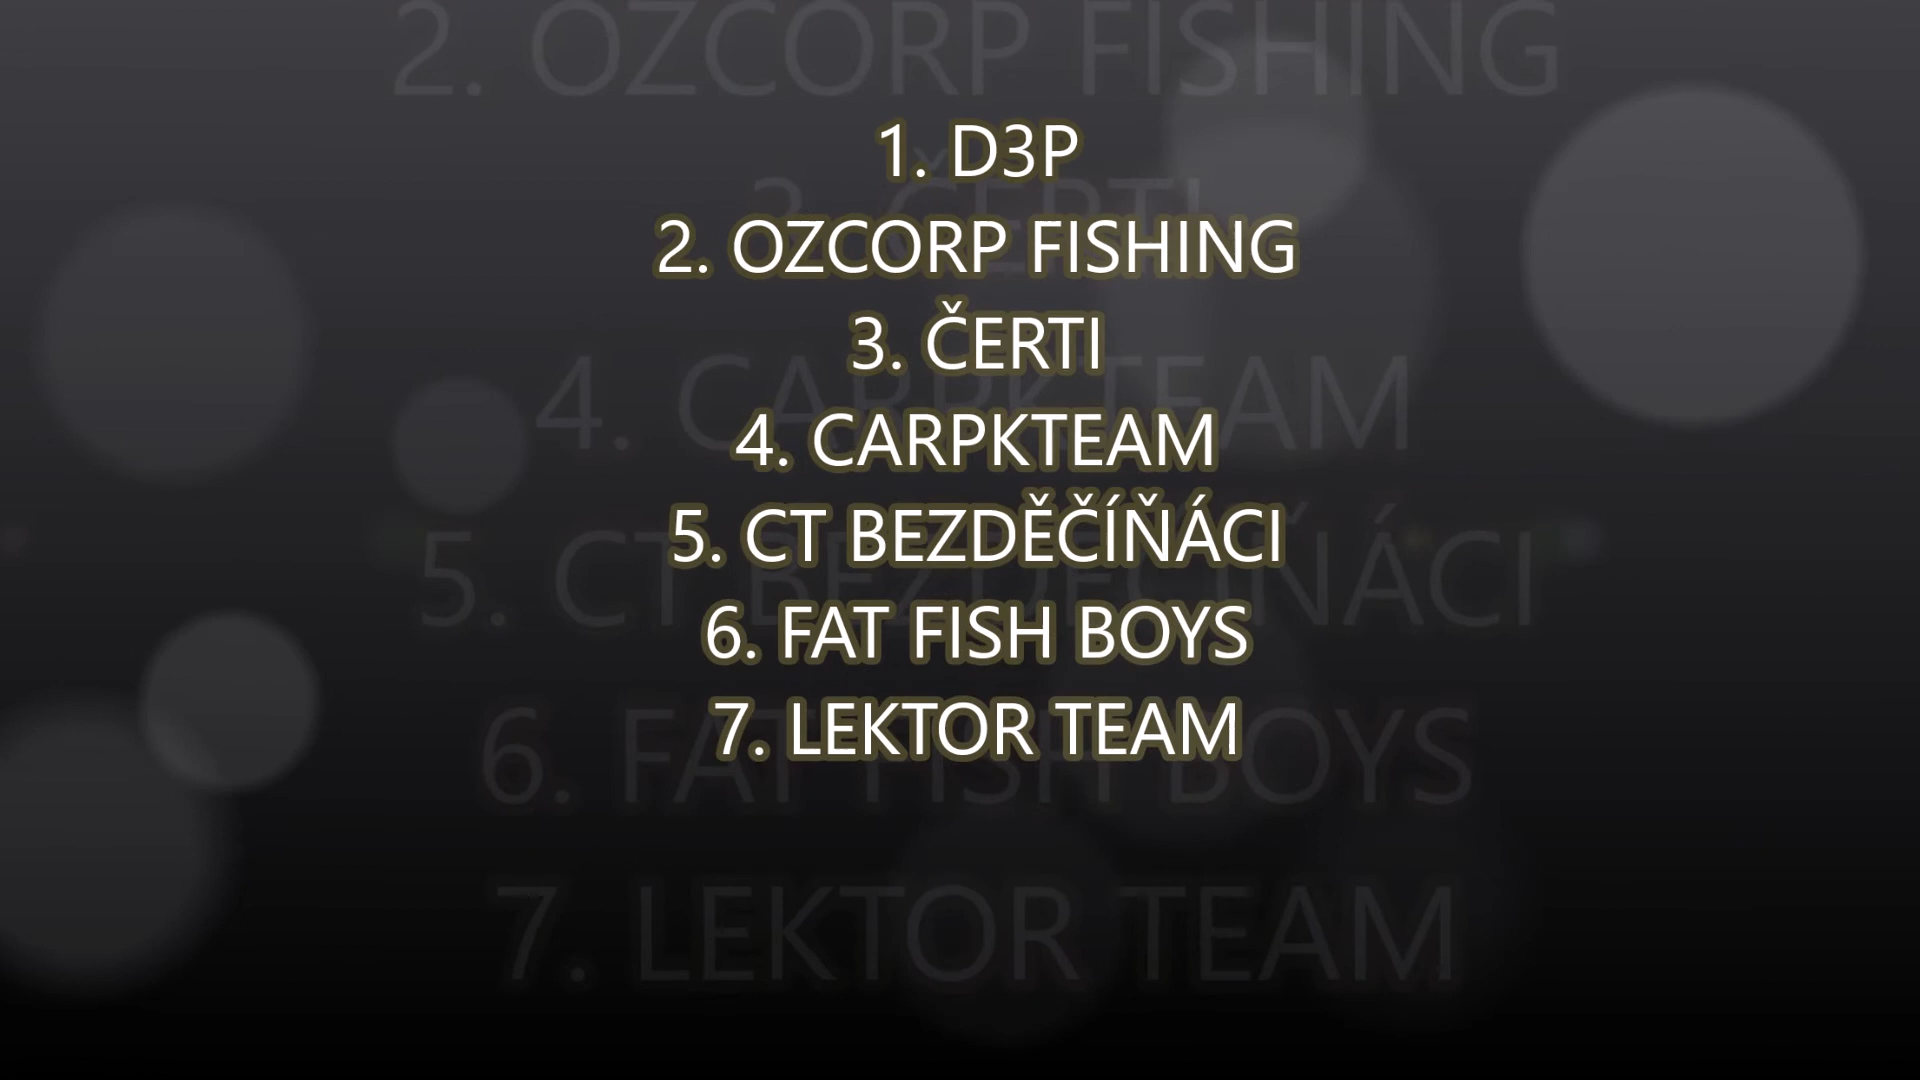 1. D3P
2. OZCORP FISHING
3. ČERTI
4. CARPKTEAM
5. CT BEZDĚČÍŇÁCI
6. FAT FISH BOYS
7. LEKTOR TEAM